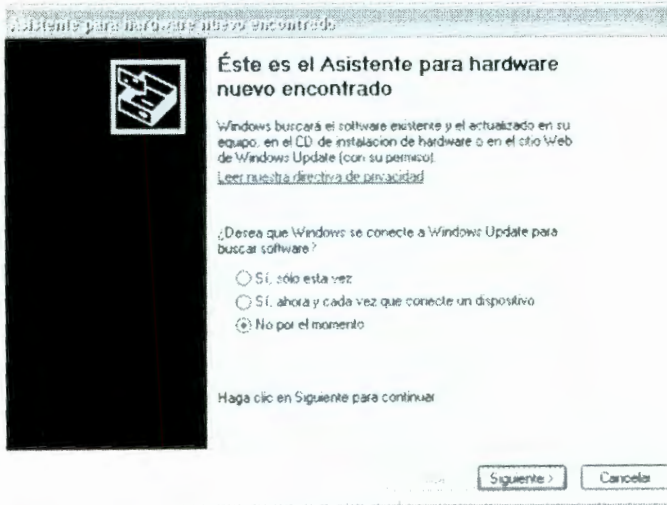 Asistente para hardware nuevo encontrado
Éste es el Asistente para hardware
nuevo encontrado
Windows buscará el software existente y el actualizado en su
equipo, en el CD de instalacion de hardware o en el sitio Web
de Windows Update (con su permiso).
Leer nuestra directiva de privacidad
¿Desea que Windows se conecte a Windows Update para
buscar software?
Sí, sólo esta vez
Sí, ahora y cada vez que conecte un dispositivo
No por el momento
Haga clic en Siguiente para continuar
Siguiente >
Cancelar